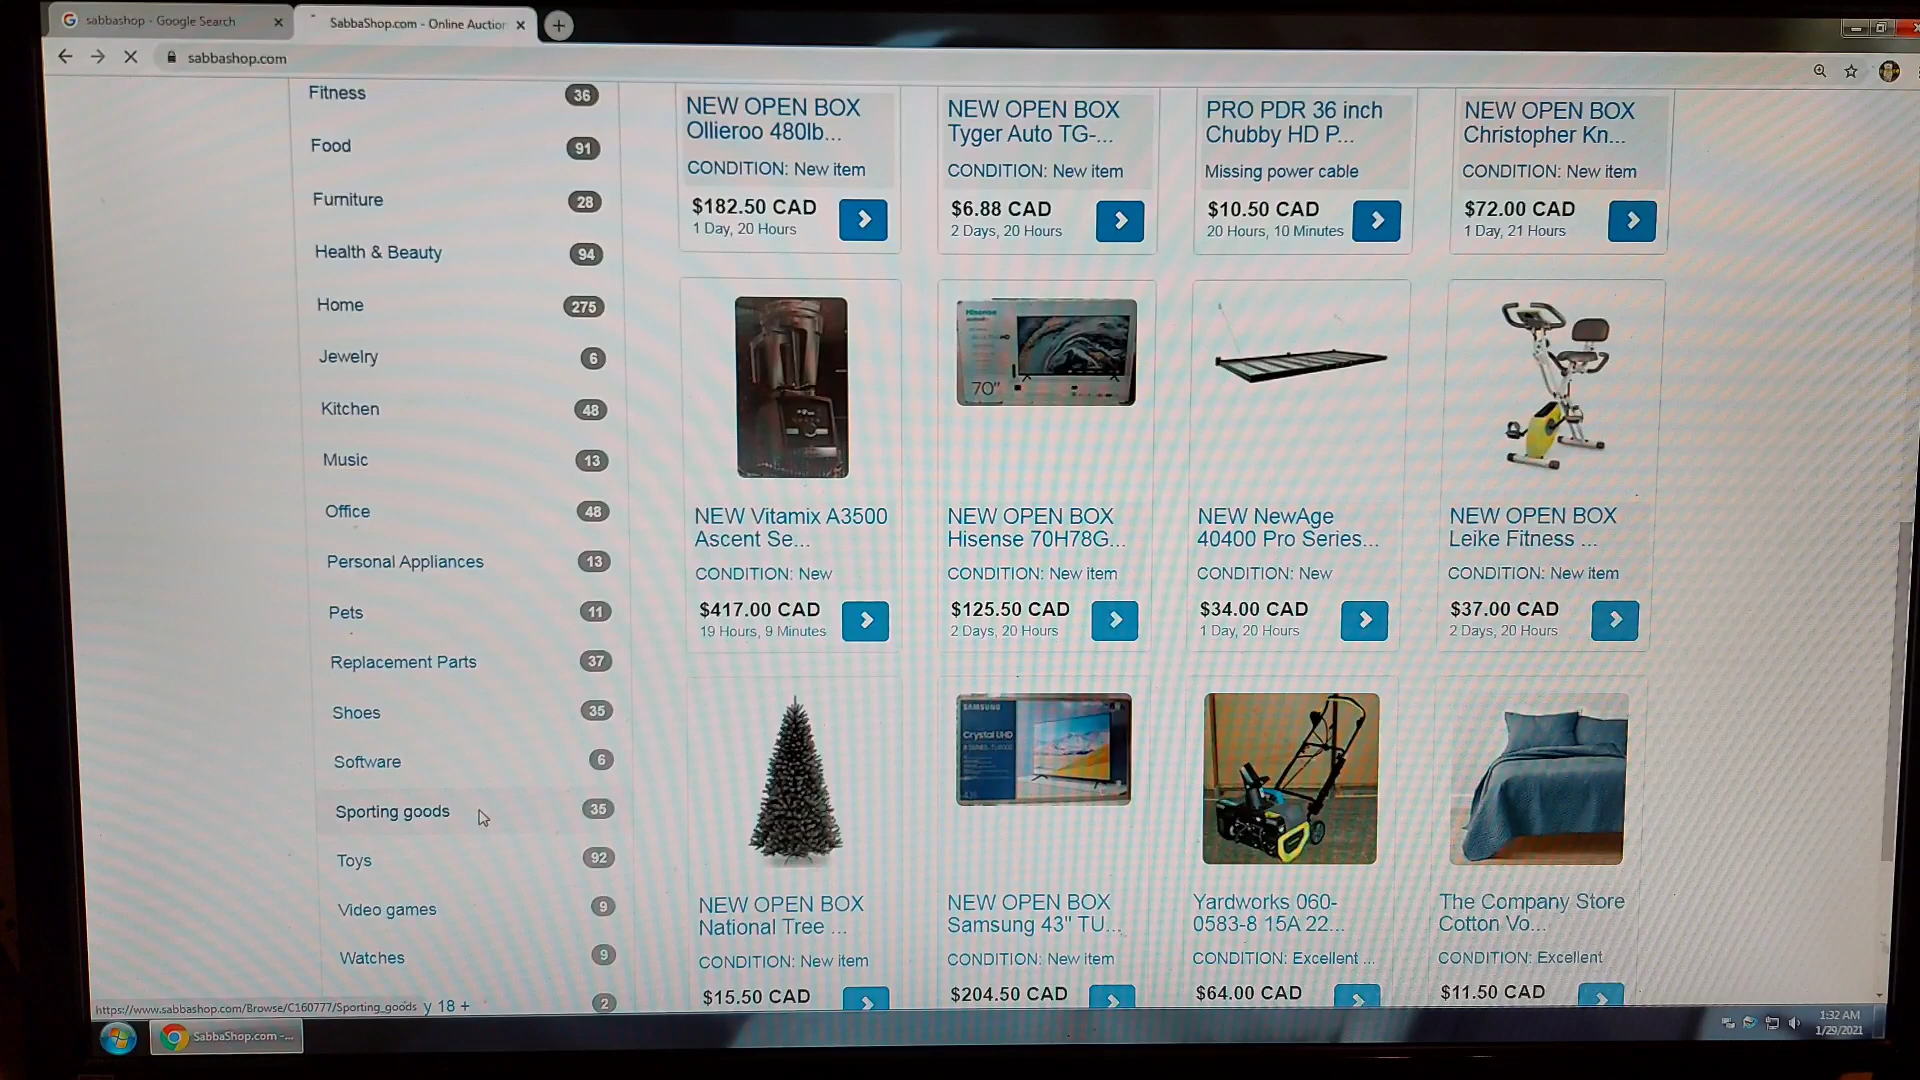 sabbashop - Google Search
SabbaShop.com - Online Auction
sabbashop.com
Fitness 36
Food 91
Furniture 28
Health & Beauty 94
Home 275
Jewelry 6
Kitchen 48
Music 13
Office 48
Personal Appliances 13
Pets 11
Replacement Parts 37
Shoes 35
Software 6
Sporting goods 35
Toys 92
Video games 9
Watches 9
y 18 + 2
NEW OPEN BOX
Ollieroo 480lb...
CONDITION: New item
$182.50 CAD
1 Day, 20 Hours
NEW OPEN BOX
Tyger Auto TG-...
CONDITION: New item
$6.88 CAD
2 Days, 20 Hours
PRO PDR 36 inch
Chubby HD P...
Missing power cable
$10.50 CAD
20 Hours, 10 Minutes
NEW OPEN BOX
Christopher Kn...
CONDITION: New item
$72.00 CAD
1 Day, 21 Hours
NEW Vitamix A3500
Ascent Se...
CONDITION: New
$417.00 CAD
19 Hours, 9 Minutes
Hisense
70"
NEW OPEN BOX
Hisense 70H78G...
CONDITION: New item
$125.50 CAD
2 Days, 20 Hours
NEW NewAge
40400 Pro Series...
CONDITION: New
$34.00 CAD
1 Day, 20 Hours
NEW OPEN BOX
Leike Fitness ...
CONDITION: New item
$37.00 CAD
2 Days, 20 Hours
NEW OPEN BOX
National Tree ...
CONDITION: New item
$15.50 CAD
SAMSUNG
Crystal UHD
NEW OPEN BOX
Samsung 43" TU...
CONDITION: New item
$204.50 CAD
Yardworks 060-
0583-8 15A 22...
CONDITION: Excellent ...
$64.00 CAD
The Company Store
Cotton Vo...
CONDITION: Excellent
$11.50 CAD
https://www.sabbashop.com/Browse/C160777/Sporting_goods
SabbaShop.com -...
1:32 AM
1/29/2021